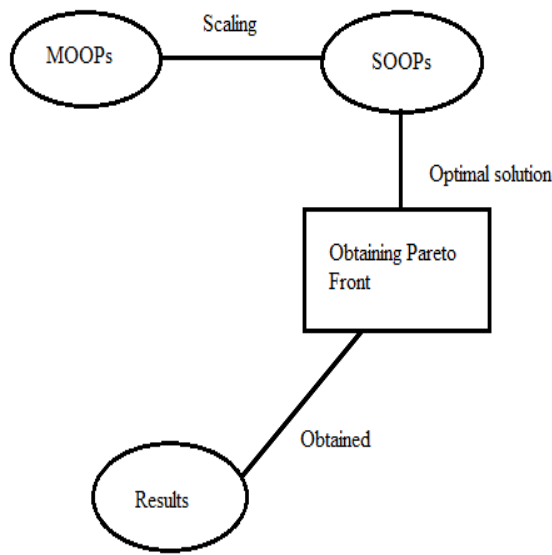 Scaling
MOOPs
SOOPs
Optimal solution
Obtaining Pareto
Front
Obtained
Results